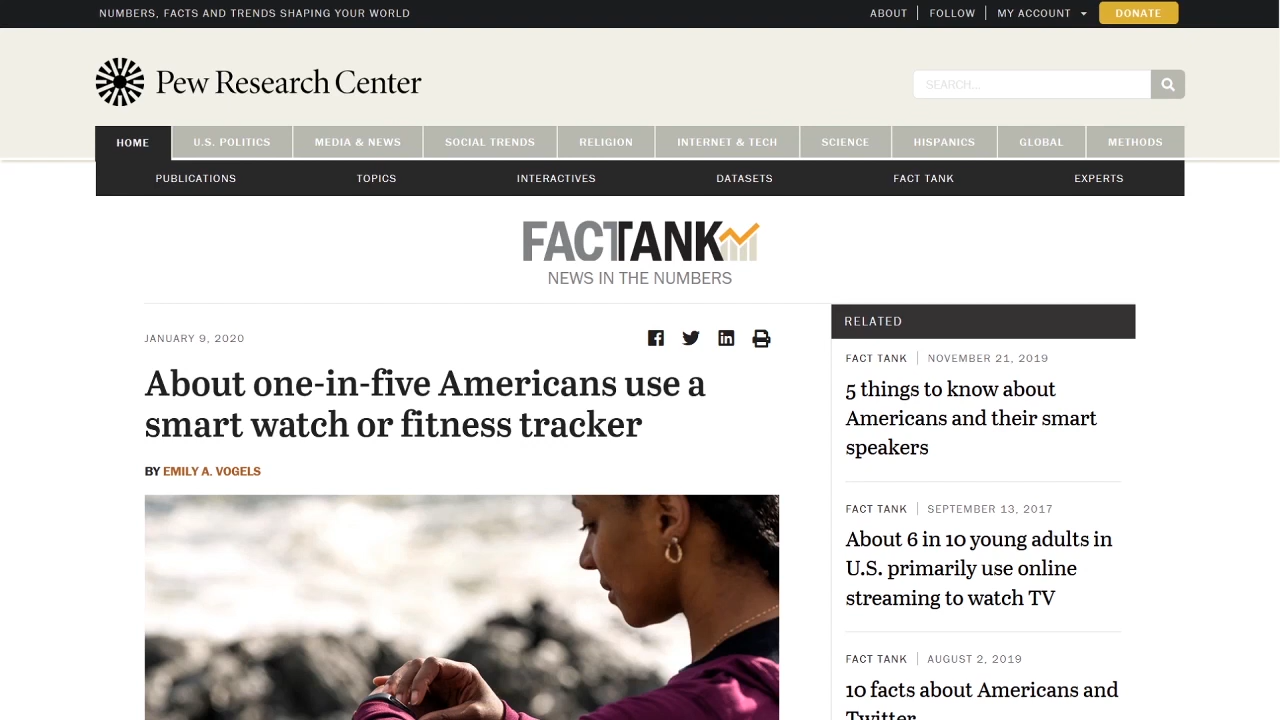 NUMBERS, FACTS AND TRENDS SHAPING YOUR WORLD
ABOUT FOLLOW MY ACCOUNT DONATE
Pew Research Center
SEARCH...
HOME U.S. POLITICS MEDIA & NEWS SOCIAL TRENDS RELIGION INTERNET & TECH SCIENCE HISPANICS GLOBAL METHODS
PUBLICATIONS TOPICS INTERACTIVES DATASETS FACT TANK EXPERTS
FACTTANK
NEWS IN THE NUMBERS
JANUARY 9, 2020
About one-in-five Americans use a
smart watch or fitness tracker
BY EMILY A. VOGELS
RELATED
FACT TANK NOVEMBER 21, 2019
5 things to know about
Americans and their smart
speakers
FACT TANK SEPTEMBER 13, 2017
About 6 in 10 young adults in
U.S. primarily use online
streaming to watch TV
FACT TANK AUGUST 2, 2019
10 facts about Americans and
Twitter